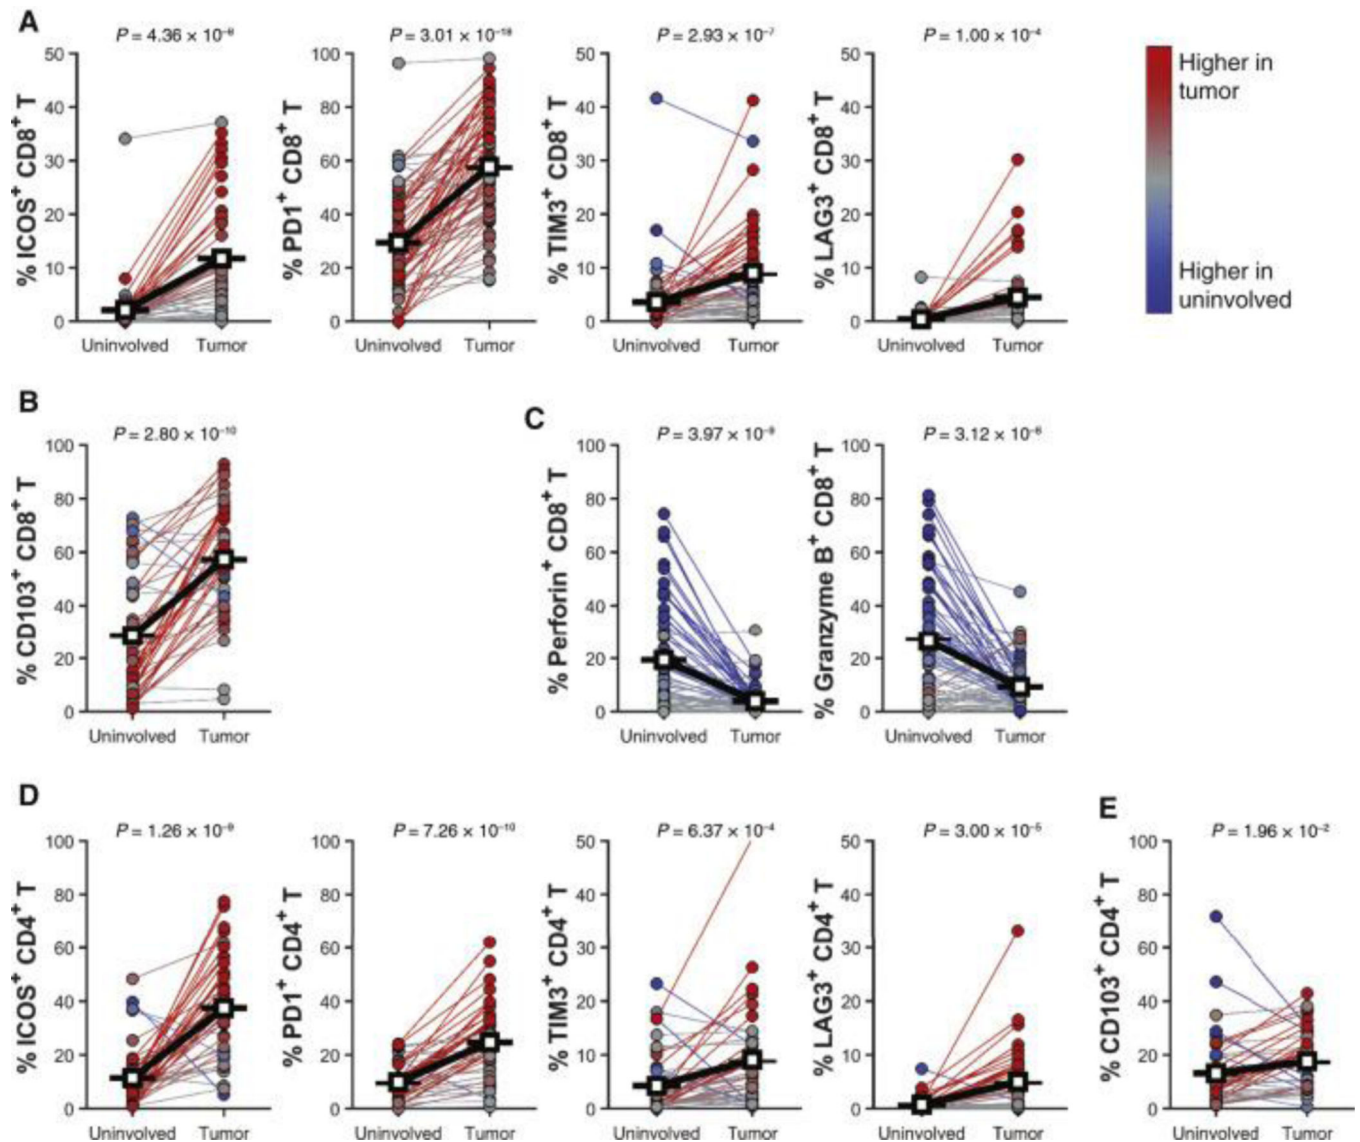 A
P = 4.36 × 10⁻⁸
P = 3.01 × 10⁻¹⁸
P = 2.93 × 10⁻⁷
P = 1.00 × 10⁻⁴
% ICOS⁺ CD8⁺ T
50
40
30
20
10
0
Uninvolved Tumor
% PD1⁺ CD8⁺ T
100
80
60
40
20
0
Uninvolved Tumor
% TIM3⁺ CD8⁺ T
50
40
30
20
10
0
Uninvolved Tumor
% LAG3⁺ CD8⁺ T
50
40
30
20
10
0
Uninvolved Tumor
Higher in
tumor
Higher in
uninvolved
B
P = 2.80 × 10⁻¹⁰
% CD103⁺ CD8⁺ T
100
80
60
40
20
0
Uninvolved Tumor
C
P = 3.97 × 10⁻⁹
P = 3.12 × 10⁻⁶
% Perforin⁺ CD8⁺ T
100
80
60
40
20
0
Uninvolved Tumor
% Granzyme B⁺ CD8⁺ T
100
80
60
40
20
0
Uninvolved Tumor
D
P = 1.26 × 10⁻⁹
P = 7.26 × 10⁻¹⁰
P = 6.37 × 10⁻⁴
P = 3.00 × 10⁻⁵
% ICOS⁺ CD4⁺ T
100
80
60
40
20
0
Uninvolved Tumor
% PD1⁺ CD4⁺ T
100
80
60
40
20
0
Uninvolved Tumor
% TIM3⁺ CD4⁺ T
50
40
30
20
10
0
Uninvolved Tumor
% LAG3⁺ CD4⁺ T
50
40
30
20
10
0
Uninvolved Tumor
E
P = 1.96 × 10⁻²
% CD103⁺ CD4⁺ T
100
80
60
40
20
0
Uninvolved Tumor